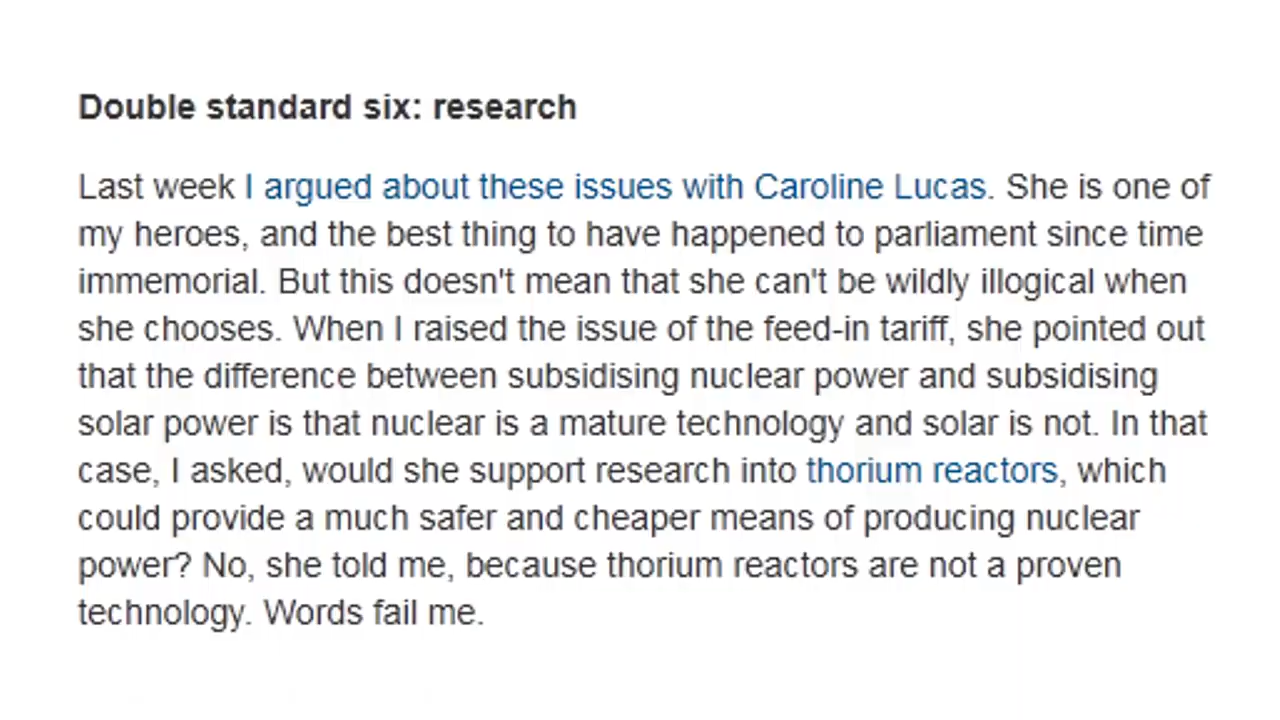 Double standard six: research
Last week I argued about these issues with Caroline Lucas. She is one of
my heroes, and the best thing to have happened to parliament since time
immemorial. But this doesn't mean that she can't be wildly illogical when
she chooses. When I raised the issue of the feed-in tariff, she pointed out
that the difference between subsidising nuclear power and subsidising
solar power is that nuclear is a mature technology and solar is not. In that
case, I asked, would she support research into thorium reactors, which
could provide a much safer and cheaper means of producing nuclear
power? No, she told me, because thorium reactors are not a proven
technology. Words fail me.